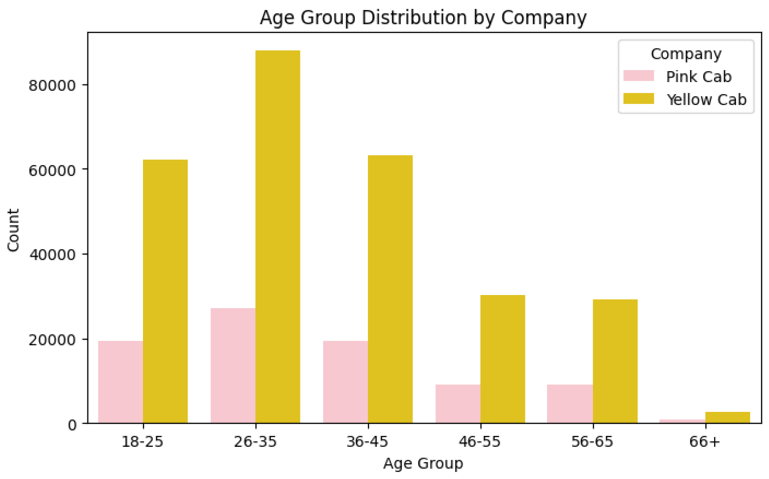 Age Group Distribution by Company
Company
Pink Cab
Yellow Cab
80000
60000
40000
20000
0
Count
18-25 26-35 36-45 46-55 56-65 66+
Age Group